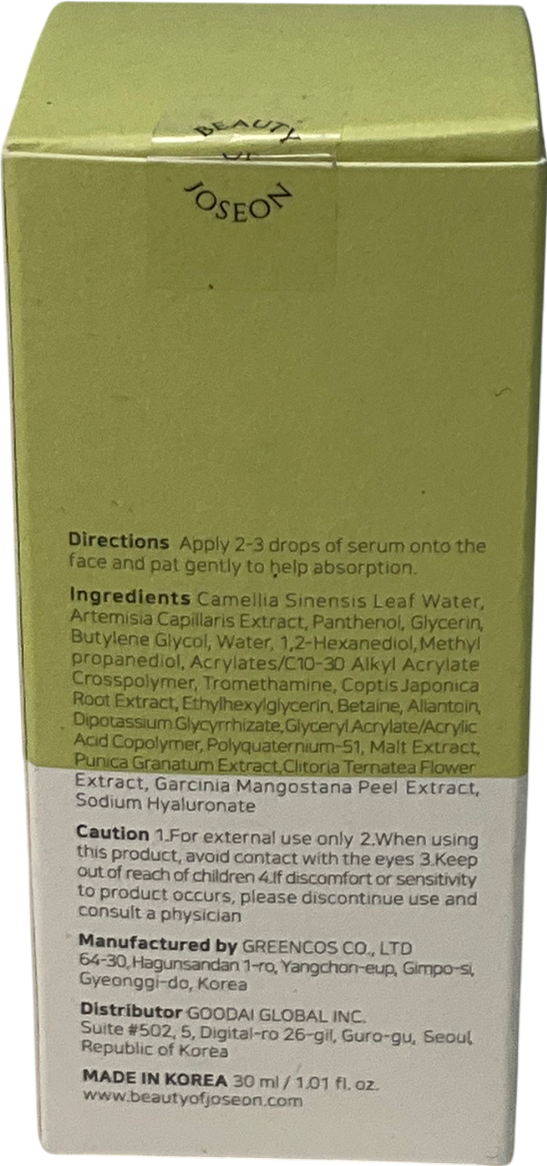 BEAUTY
OF
JOSEON
Directions Apply 2-3 drops of serum onto the
face and pat gently to help absorption.
Ingredients Camellia Sinensis Leaf Water,
Artemisia Capillaris Extract, Panthenol, Glycerin,
Butylene Glycol, Water, 1,2-Hexanediol, Methyl
propanediol, Acrylates/C10-30 Alkyl Acrylate
Crosspolymer, Tromethamine, Coptis Japonica
Root Extract, Ethylhexylglycerin, Betaine, Allantoin,
Dipotassium Glycyrrhizate, Glyceryl Acrylate/Acrylic
Acid Copolymer, Polyquaternium-51, Malt Extract,
Punica Granatum Extract, Clitoria Ternatea Flower
Extract, Garcinia Mangostana Peel Extract,
Sodium Hyaluronate
Caution 1.For external use only 2.When using
this product, avoid contact with the eyes 3.Keep
out of reach of children 4.If discomfort or sensitivity
to product occurs, please discontinue use and
consult a physician
Manufactured by GREENCOS CO., LTD
64-30, Hagunsandan 1-ro, Yangchon-eup, Gimpo-si,
Gyeonggi-do, Korea
Distributor GOODAI GLOBAL INC.
Suite #502, 5, Digital-ro 26-gil, Guro-gu, Seoul,
Republic of Korea
MADE IN KOREA 30 ml / 1.01 fl. oz.
www.beautyofjoseon.com